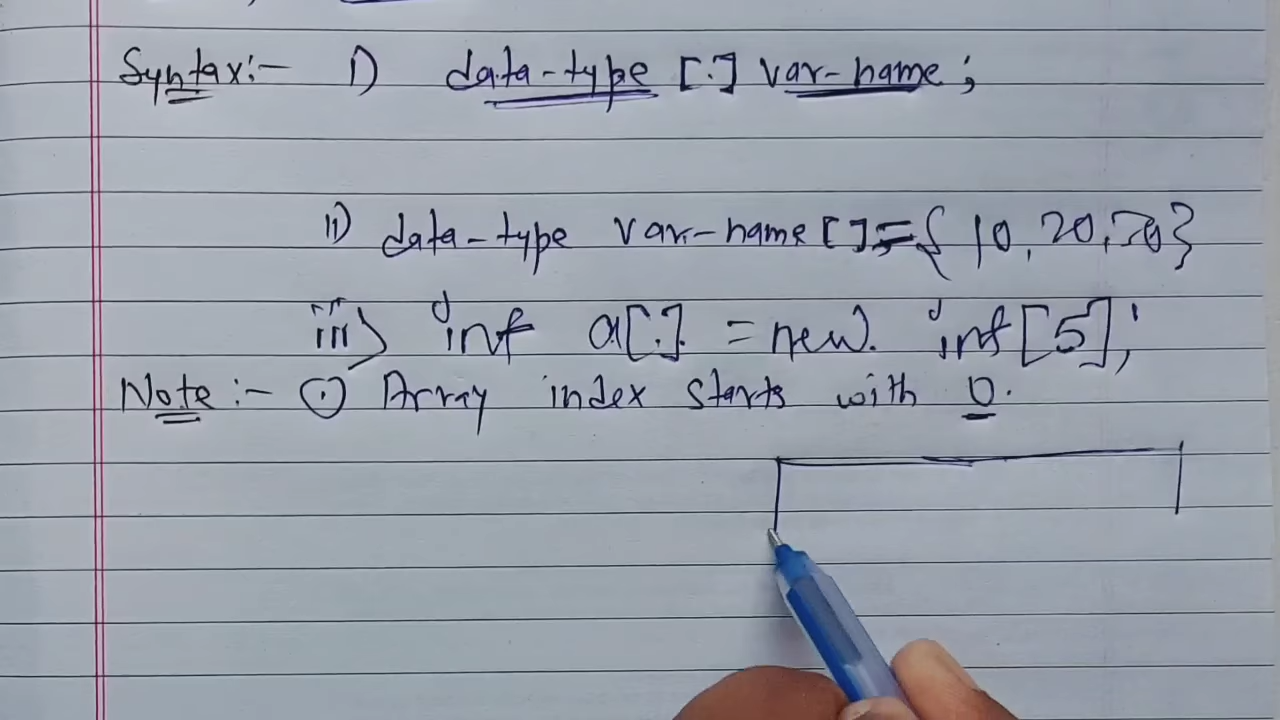 Syntax:- i) data-type [.] var-name;
ii) data-type var-name[]={10,20,30}
iii) int a[.] = new. int[5];
Note:- ① Array index starts with 0.